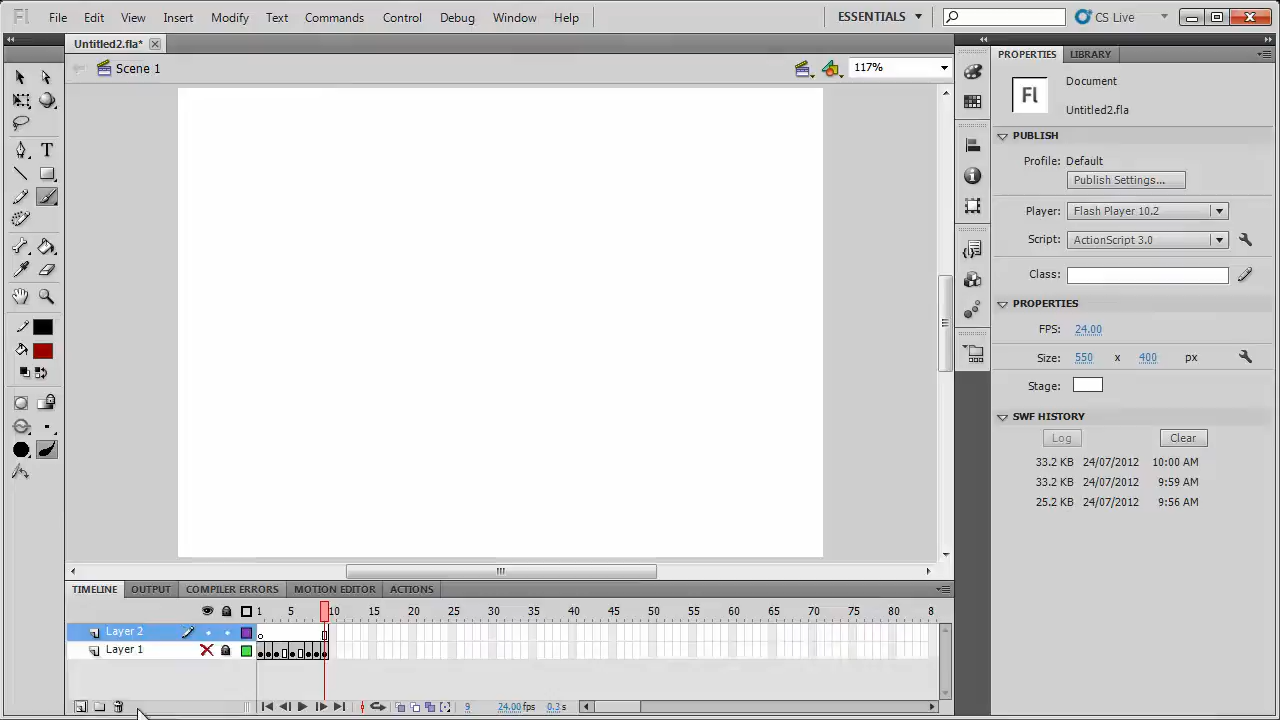 Fl File Edit View Insert Modify Text Commands Control Debug Window Help ESSENTIALS CS Live
Untitled2.fla*
Scene 1 117%
PROPERTIES LIBRARY
Document
Fl
Untitled2.fla
PUBLISH
Profile: Default
Publish Settings...
Player: Flash Player 10.2
Script: ActionScript 3.0
Class:
PROPERTIES
FPS: 24.00
Size: 550 x 400 px
Stage:
SWF HISTORY
Log Clear
33.2 KB 24/07/2012 10:00 AM
33.2 KB 24/07/2012 9:59 AM
25.2 KB 24/07/2012 9:56 AM
TIMELINE OUTPUT COMPILER ERRORS MOTION EDITOR ACTIONS
1 5 10 15 20 25 30 35 40 45 50 55 60 65 70 75 80 8
Layer 2
Layer 1
9 24.00fps 0.3s